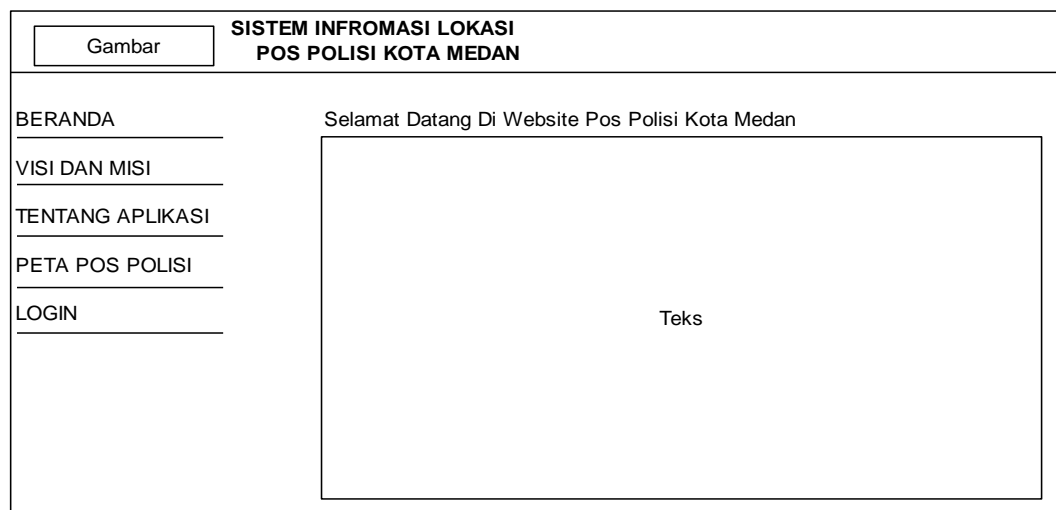 Gambar
SISTEM INFROMASI LOKASI
POS POLISI KOTA MEDAN
BERANDA
VISI DAN MISI
TENTANG APLIKASI
PETA POS POLISI
LOGIN
Selamat Datang Di Website Pos Polisi Kota Medan
Teks